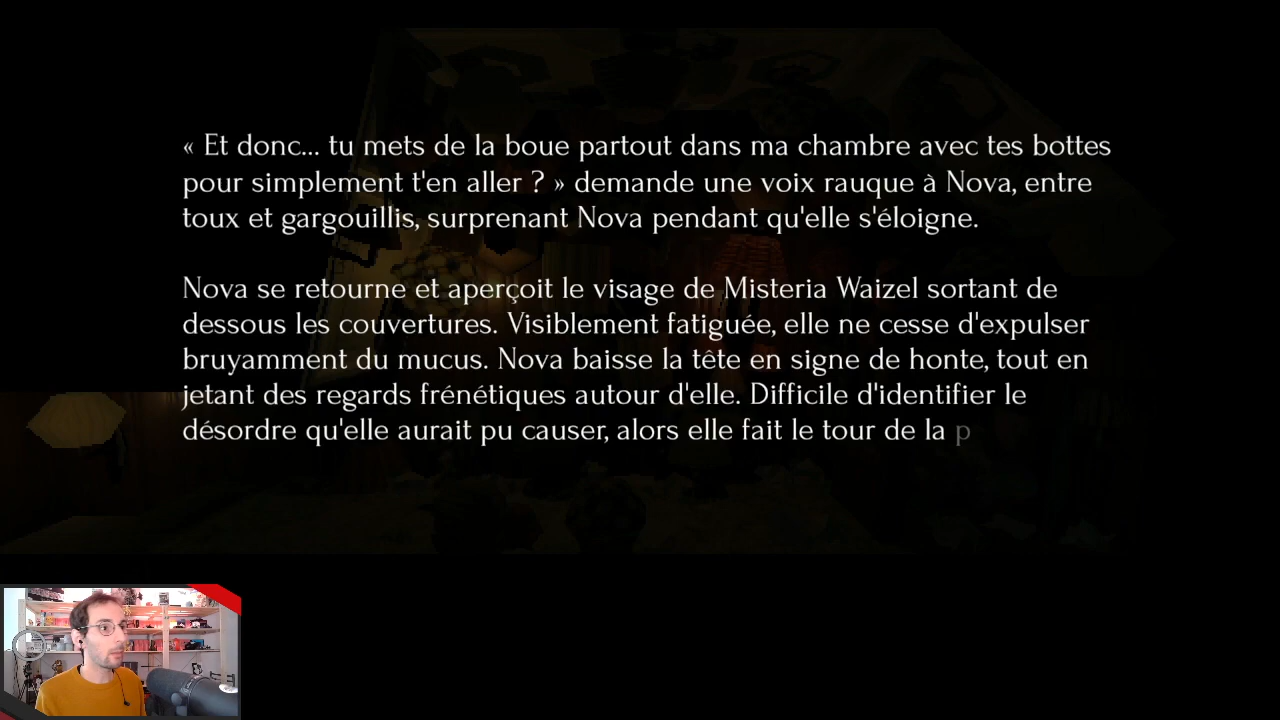 « Et donc... tu mets de la boue partout dans ma chambre avec tes bottes
pour simplement t'en aller ? » demande une voix rauque à Nova, entre
toux et gargouillis, surprenant Nova pendant qu'elle s'éloigne.
Nova se retourne et aperçoit le visage de Misteria Waizel sortant de
dessous les couvertures. Visiblement fatiguée, elle ne cesse d'expulser
bruyamment du mucus. Nova baisse la tête en signe de honte, tout en
jetant des regards frénétiques autour d'elle. Difficile d'identifier le
désordre qu'elle aurait pu causer, alors elle fait le tour de la p